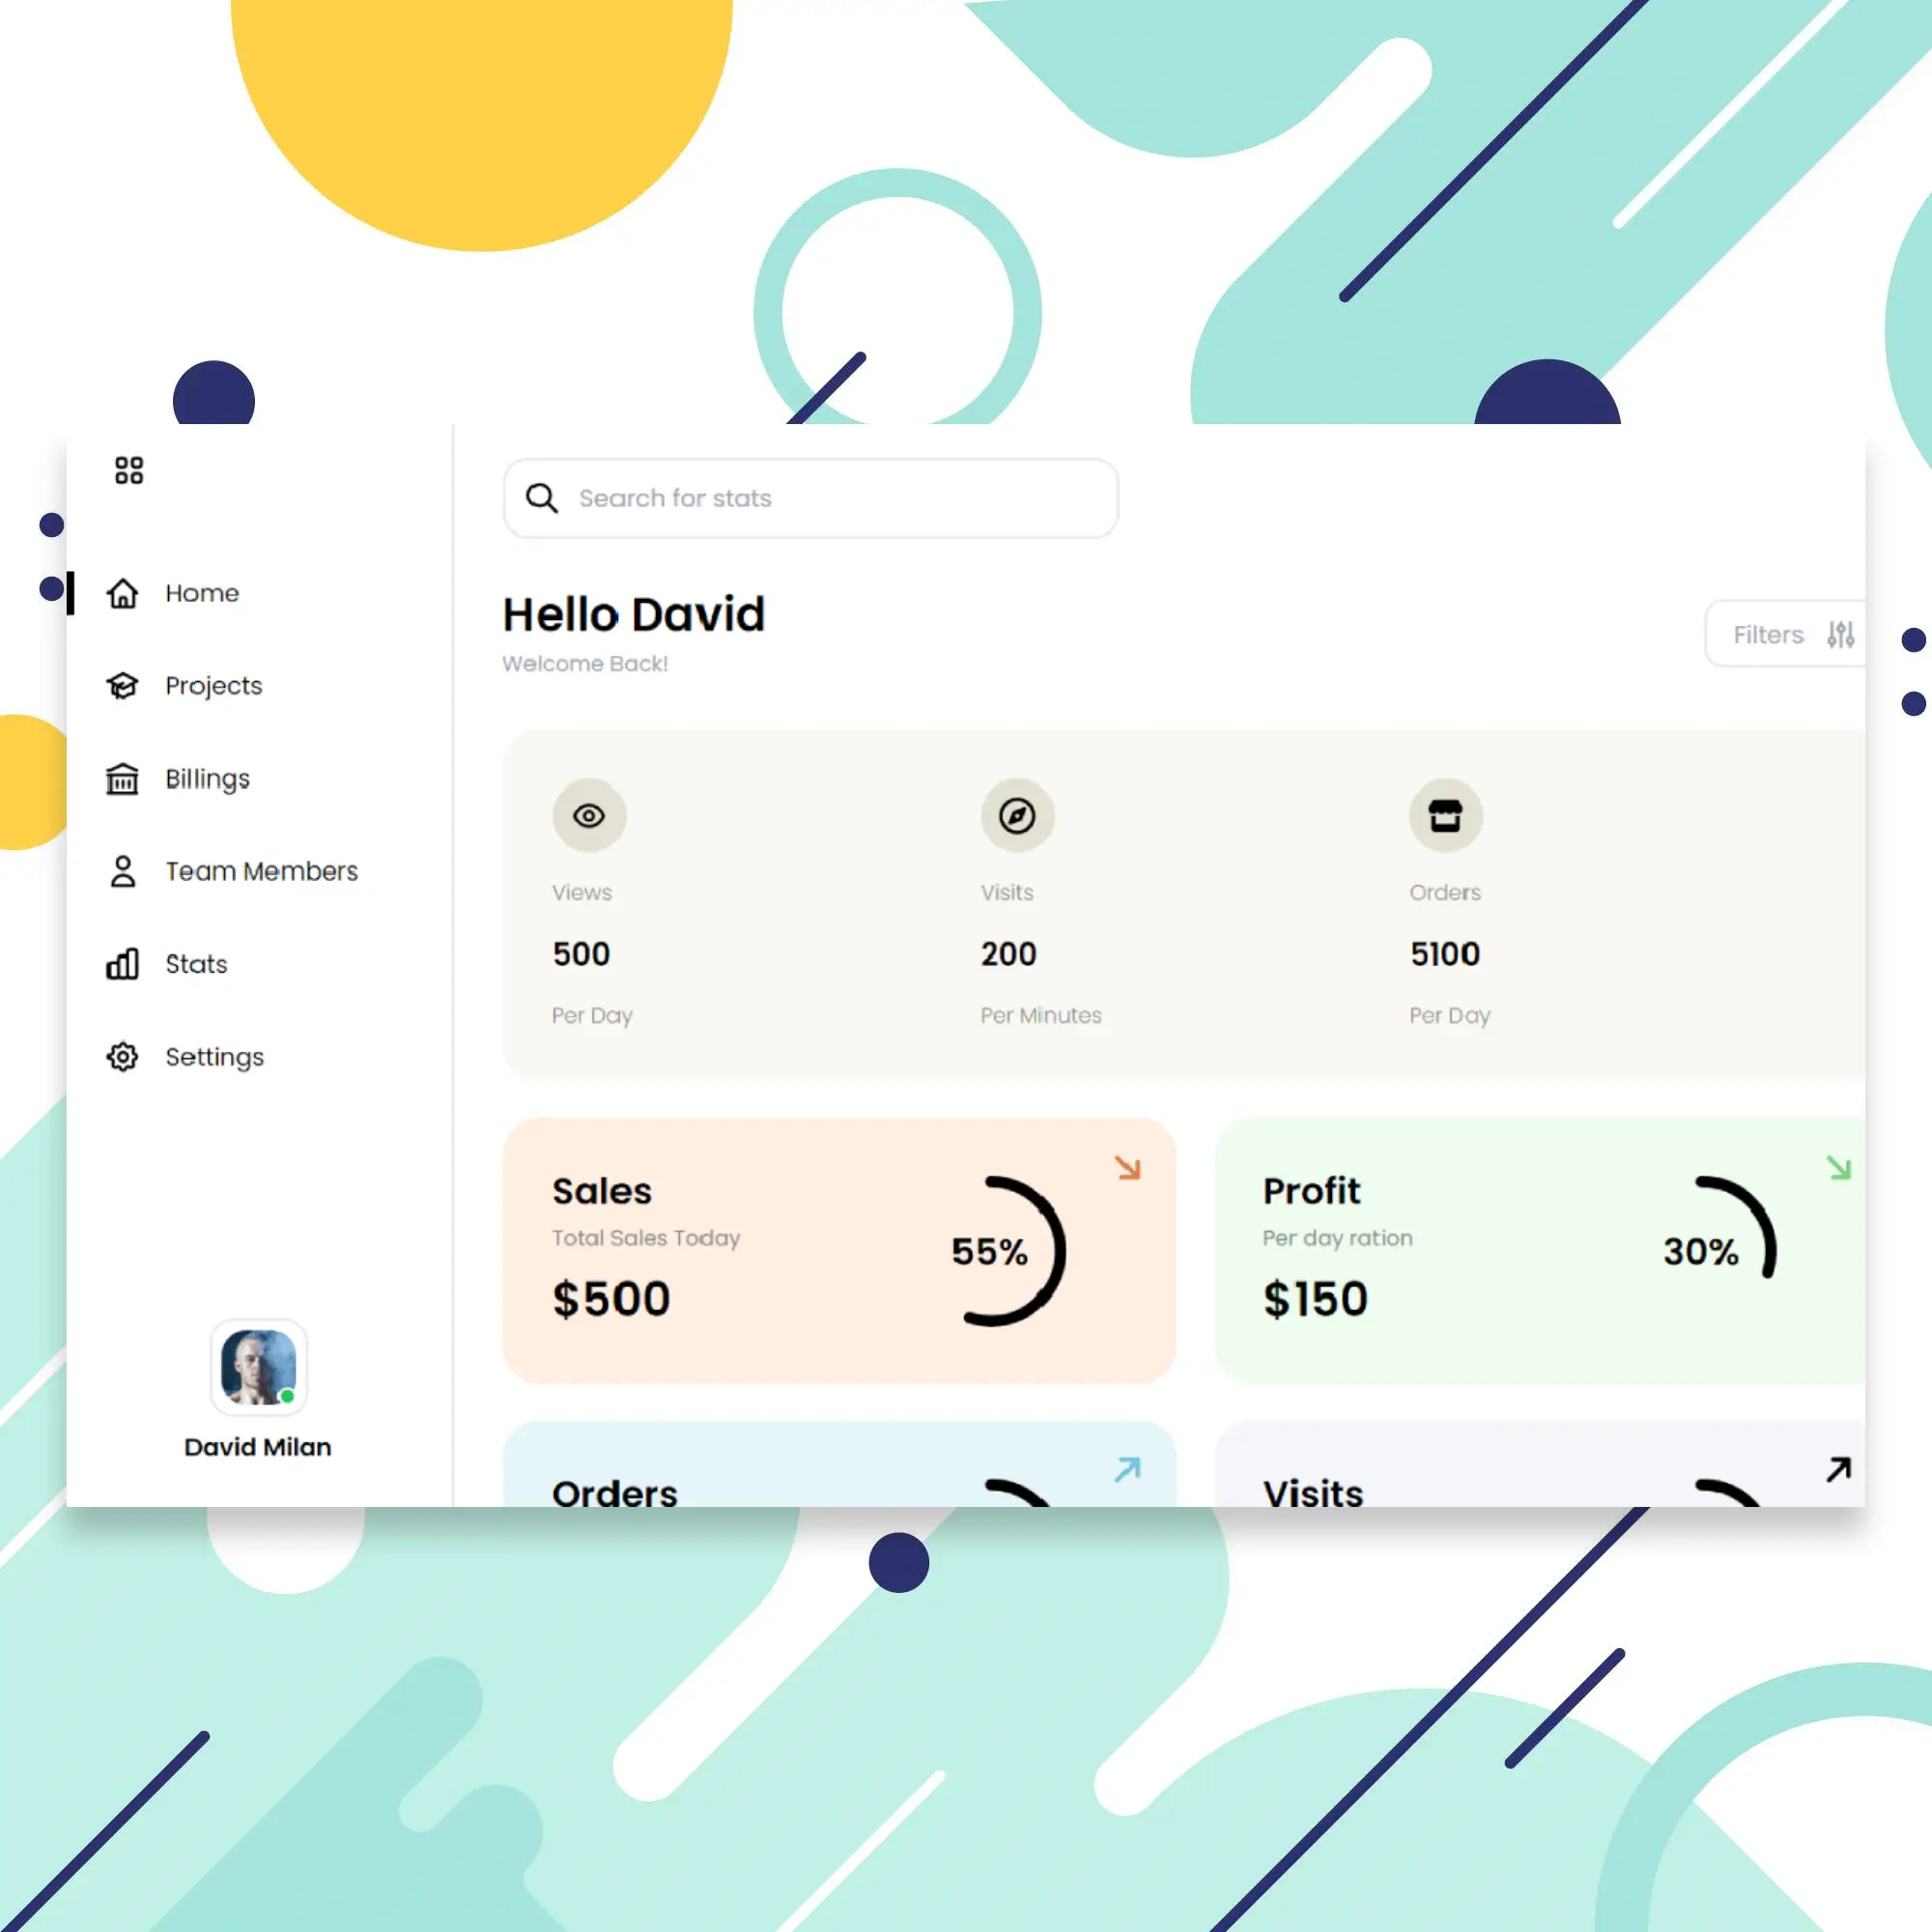 Search for stats
Home
Projects
Billings
Team Members
Stats
Settings
David Milan
Hello David
Welcome Back!
Filters
Views
500
Per Day
Visits
200
Per Minutes
Orders
5100
Per Day
Sales
Total Sales Today
$500
55%
Profit
Per day ration
$150
30%
Orders
Visits